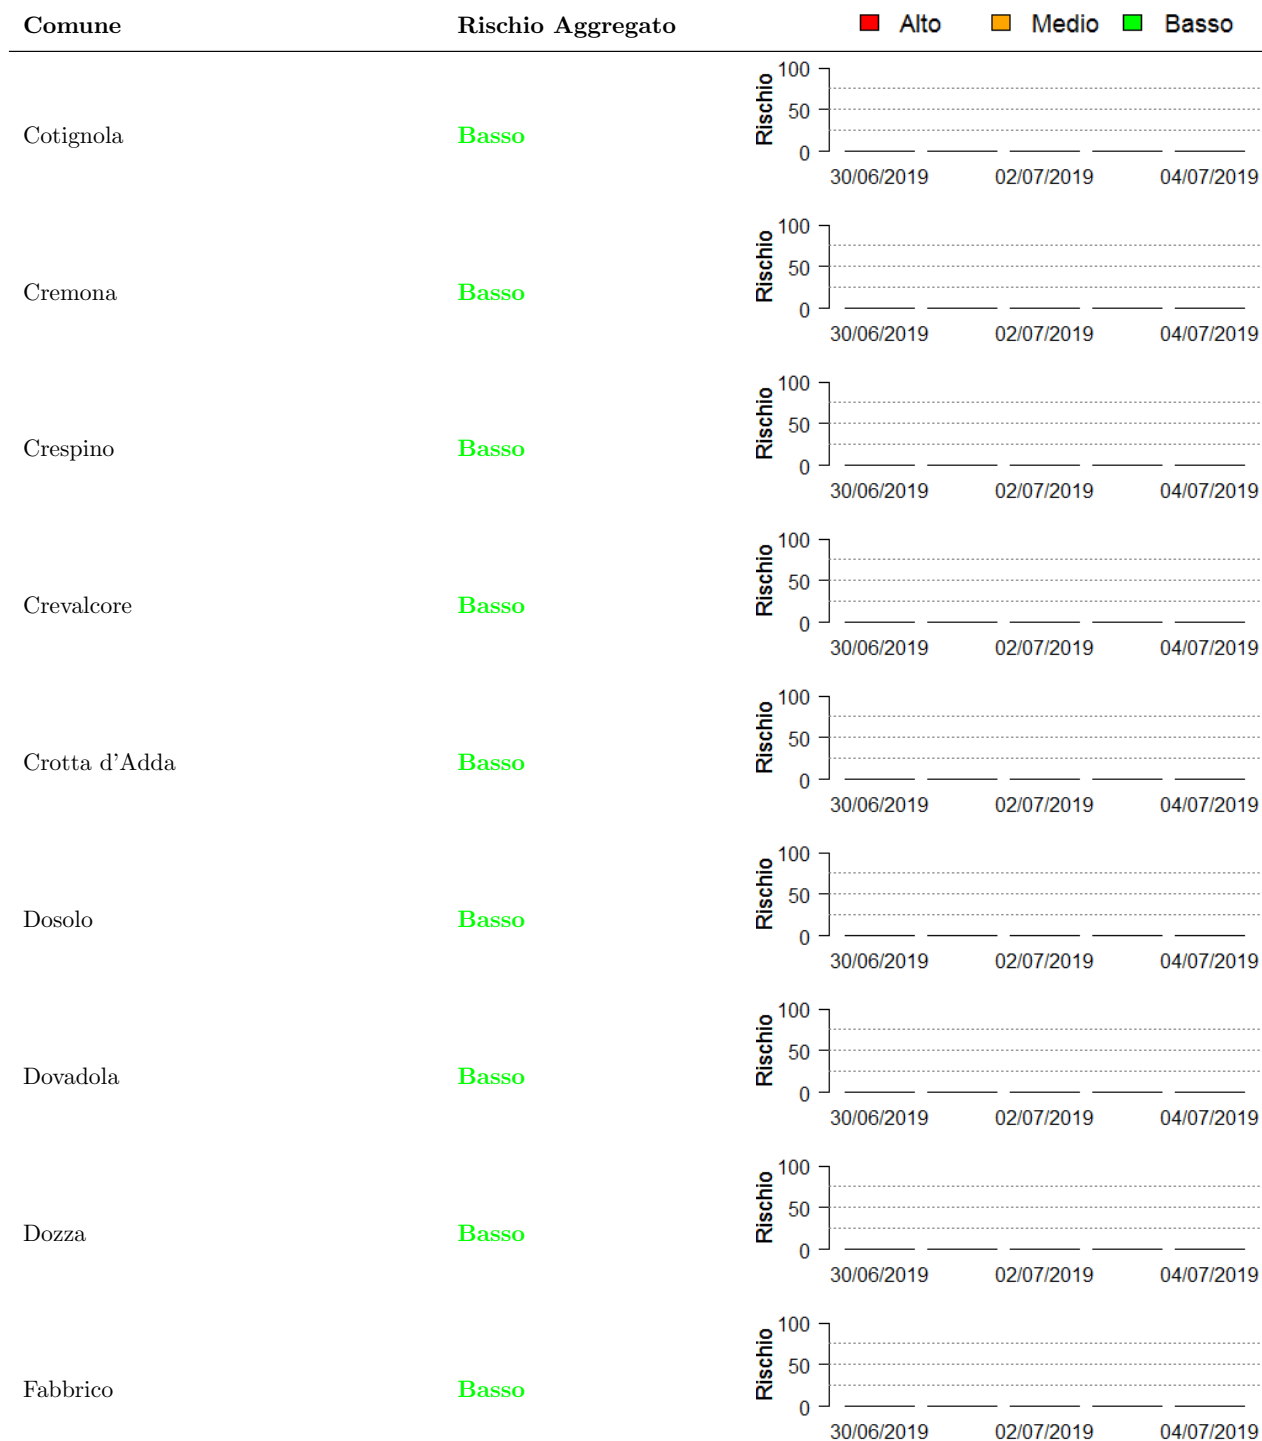 Comune Rischio Aggregato Alto Medio Basso
100
50
0
Rischio
Cotignola Basso
30/06/2019 02/07/2019 04/07/2019
100
50
0
Rischio
Cremona Basso
30/06/2019 02/07/2019 04/07/2019
100
50
0
Rischio
Crespino Basso
30/06/2019 02/07/2019 04/07/2019
100
50
0
Rischio
Crevalcore Basso
30/06/2019 02/07/2019 04/07/2019
100
50
0
Rischio
Crotta d'Adda Basso
30/06/2019 02/07/2019 04/07/2019
100
50
0
Rischio
Dosolo Basso
30/06/2019 02/07/2019 04/07/2019
100
50
0
Rischio
Dovadola Basso
30/06/2019 02/07/2019 04/07/2019
100
50
0
Rischio
Dozza Basso
30/06/2019 02/07/2019 04/07/2019
100
50
0
Rischio
Fabbrico Basso
30/06/2019 02/07/2019 04/07/2019